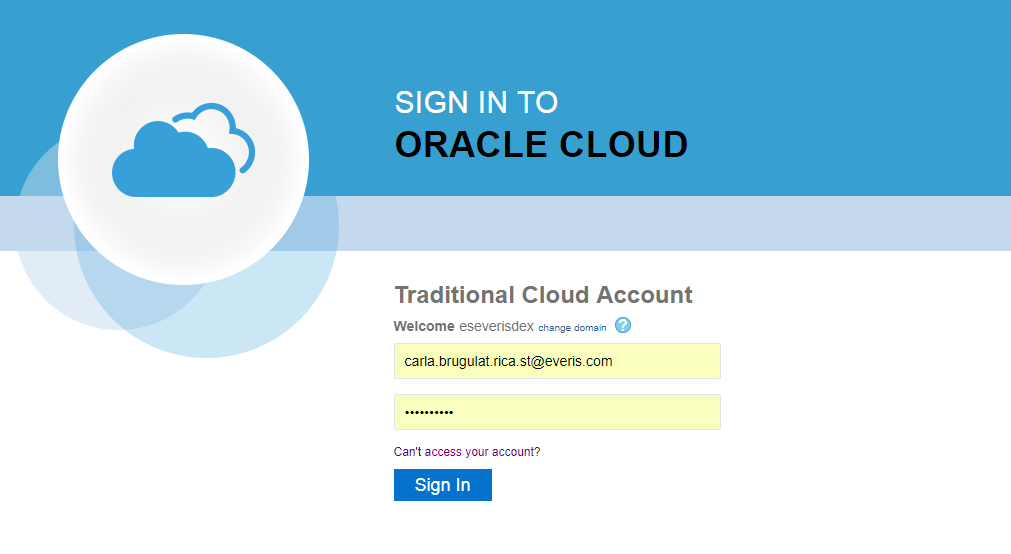 SIGN IN TO
ORACLE CLOUD
Traditional Cloud Account
Welcome eseverisdex change domain ?
carla.brugulat.rica.st@everis.com
••••••••••
Can't access your account?
Sign In